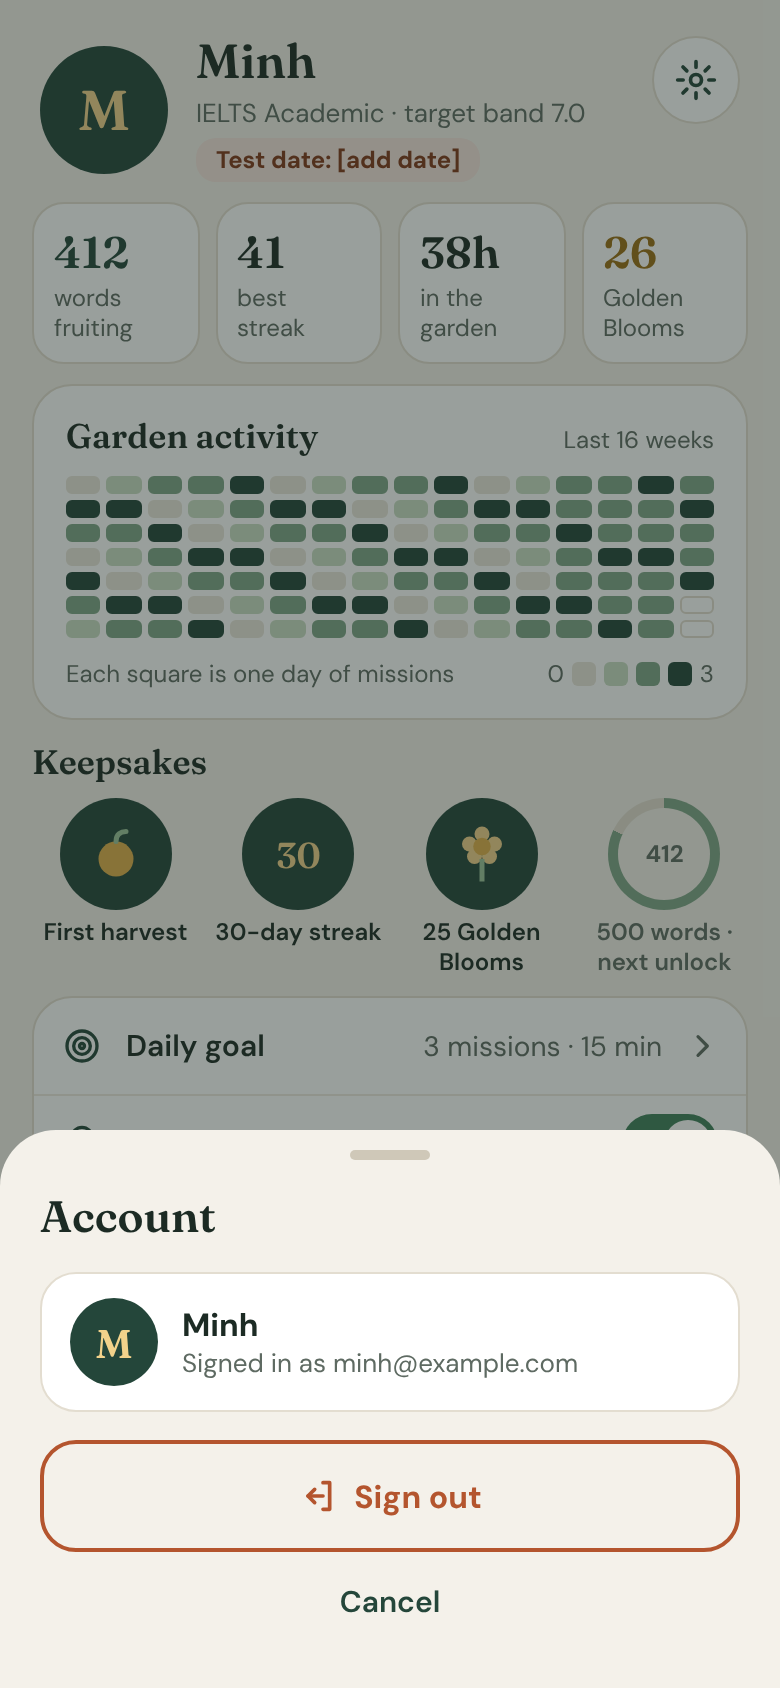 M
Minh
IELTS Academic · target band 7.0
Test date: [add date]
412
words
fruiting
41
best
streak
38h
in the
garden
26
Golden
Blooms
Garden activity
Last 16 weeks
Each square is one day of missions
0
3
Keepsakes
30
412
First harvest
30-day streak
25 Golden
Blooms
500 words ·
next unlock
Daily goal
3 missions · 15 min
Account
M
Minh
Signed in as minh@example.com
Sign out
Cancel